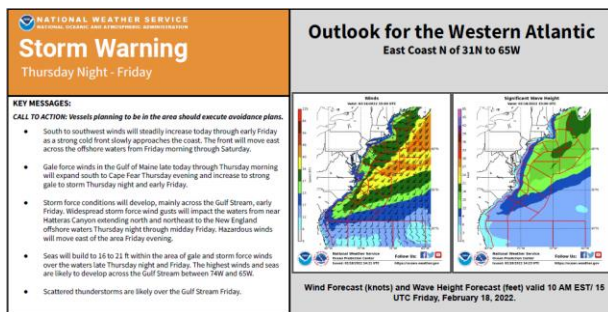 NATIONAL WEATHER SERVICE
NATIONAL OCEANIC AND ATMOSPHERIC ADMINISTRATION
Storm Warning
Thursday Night - Friday
KEY MESSAGES:
CALL TO ACTION: Vessels planning to be in the area should execute avoidance plans.
South to southwest winds will steadily increase today through early Friday
as a strong cold front slowly approaches the coast. The front will move east
across the offshore waters from Friday morning through Saturday.
Gale force winds in the Gulf of Maine late today through Thursday morning
will expand south to Cape Fear Thursday evening and increase to strong
gale to storm Thursday night and early Friday.
Storm force conditions will develop, mainly across the Gulf Stream, early
Friday. Widespread storm force wind gusts will impact the waters from near
Hatteras Canyon extending north and northeast to the New England
offshore waters Thursday night through midday Friday. Hazardous winds
will move east of the area Friday evening.
Seas will build to 16 to 21 ft within the area of gale and storm force winds
over the waters late Thursday night and Friday. The highest winds and seas
are likely to develop across the Gulf Stream between 74W and 65W.
Scattered thunderstorms are likely over the Gulf Stream Friday.
Outlook for the Western Atlantic
East Coast N of 31N to 65W
Winds
Significant Wave Height
National Weather Service
Ocean Prediction Center
Follow Us:
National Weather Service
Ocean Prediction Center
Follow Us:
Wind Forecast (knots) and Wave Height Forecast (feet) valid 10 AM EST/ 15
UTC Friday, February 18, 2022.